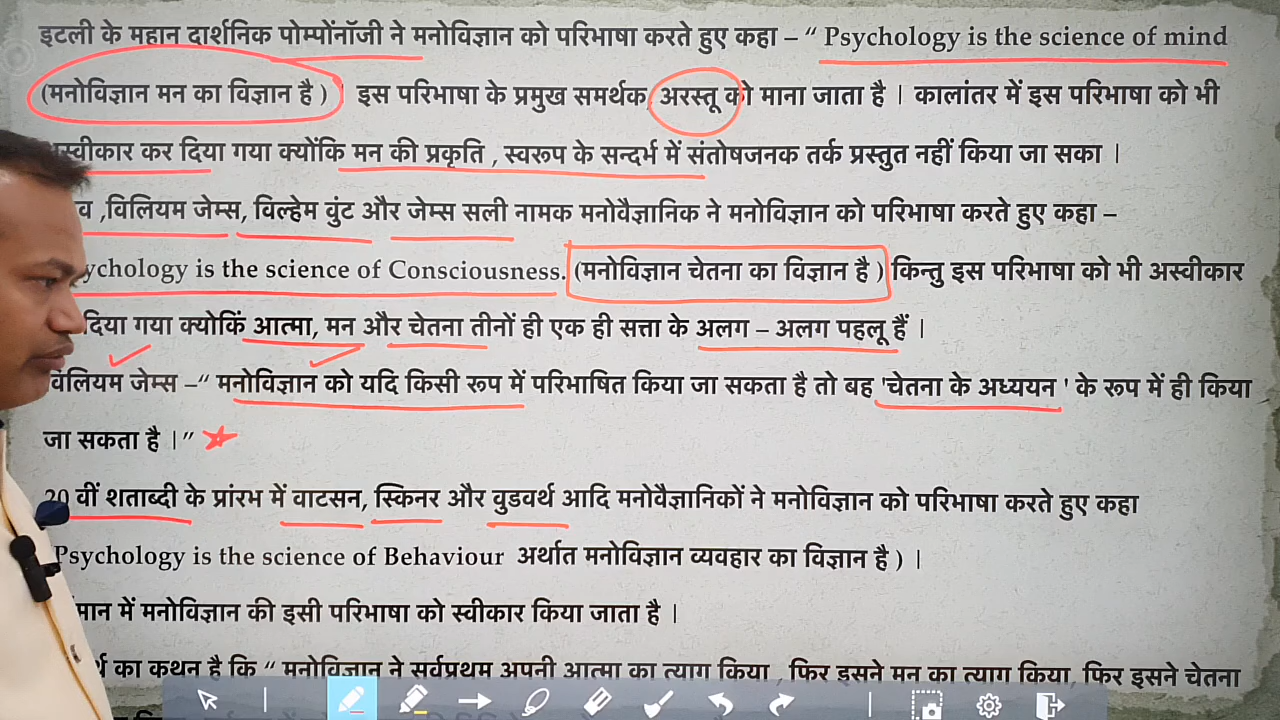 इटली के महान दार्शनिक पोम्पोंनॉजी ने मनोविज्ञान को परिभाषा करते हुए कहा – “ Psychology is the science of mind
(मनोविज्ञान मन का विज्ञान है ) इस परिभाषा के प्रमुख समर्थक अरस्तू को माना जाता है | कालांतर में इस परिभाषा को भी
स्वीकार कर दिया गया क्योंकि मन की प्रकृति , स्वरूप के सन्दर्भ में संतोषजनक तर्क प्रस्तुत नहीं किया जा सका |
व ,विलियम जेम्स, विल्हेम वुंट और जेम्स सली नामक मनोवैज्ञानिक ने मनोविज्ञान को परिभाषा करते हुए कहा –
ychology is the science of Consciousness. (मनोविज्ञान चेतना का विज्ञान है ) किन्तु इस परिभाषा को भी अस्वीकार
दिया गया क्योकिं आत्मा, मन और चेतना तीनों ही एक ही सत्ता के अलग – अलग पहलू हैं |
विलियम जेम्स –“ मनोविज्ञान को यदि किसी रूप में परिभाषित किया जा सकता है तो बह 'चेतना के अध्ययन ' के रूप में ही किया
जा सकता है |”
20 वीं शताब्दी के प्रांरभ में वाटसन, स्किनर और वुडवर्थ आदि मनोवैज्ञानिकों ने मनोविज्ञान को परिभाषा करते हुए कहा
Psychology is the science of Behaviour अर्थात मनोविज्ञान व्यवहार का विज्ञान है ) |
मान में मनोविज्ञान की इसी परिभाषा को स्वीकार किया जाता है |
र्थ का कथन है कि “ मनोविज्ञान ने सर्वप्रथम अपनी आत्मा का त्याग किया , फिर इसने मन का त्याग किया, फिर इसने चेतना